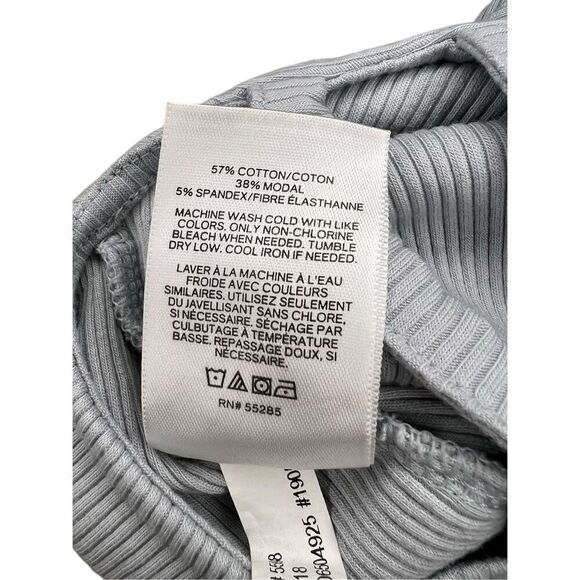 57% COTTON/COTON
38% MODAL
5% SPANDEX/FIBRE ÉLASTHANNE
MACHINE WASH COLD WITH LIKE
COLORS. ONLY NON-CHLORINE
BLEACH WHEN NEEDED. TUMBLE
DRY LOW. COOL IRON IF NEEDED.
LAVER À LA MACHINE À L'EAU
FROIDE AVEC COULEURS
SIMILAIRES. UTILISEZ SEULEMENT
DU JAVELLISANT SANS CHLORE,
SI NÉCESSAIRE. SÉCHAGE PAR
CULBUTAGE À TEMPÉRATURE
BASSE. REPASSAGE DOUX, SI
NÉCESSAIRE.
RN# 55285